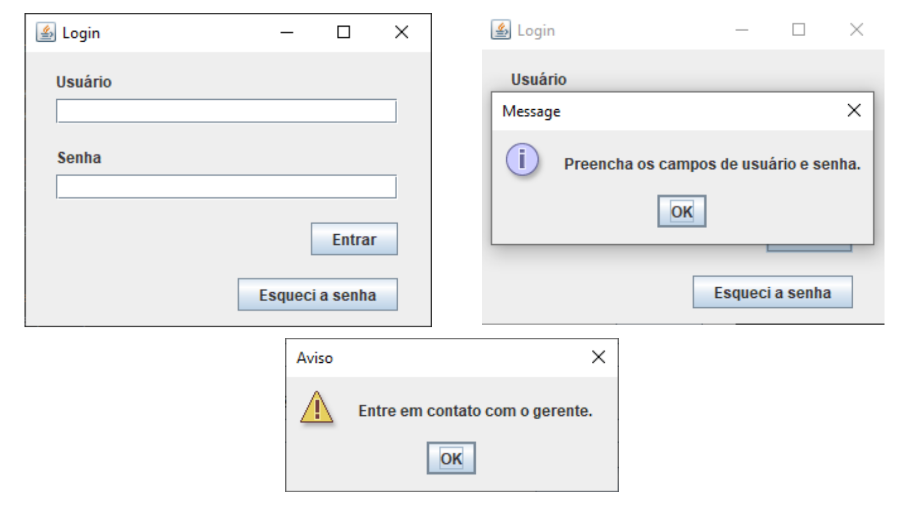 Login
Usuário
Senha
Entrar
Esqueci a senha
Login
Usuário
Message
Preencha os campos de usuário e senha.
OK
Esqueci a senha
Aviso
Entre em contato com o gerente.
OK